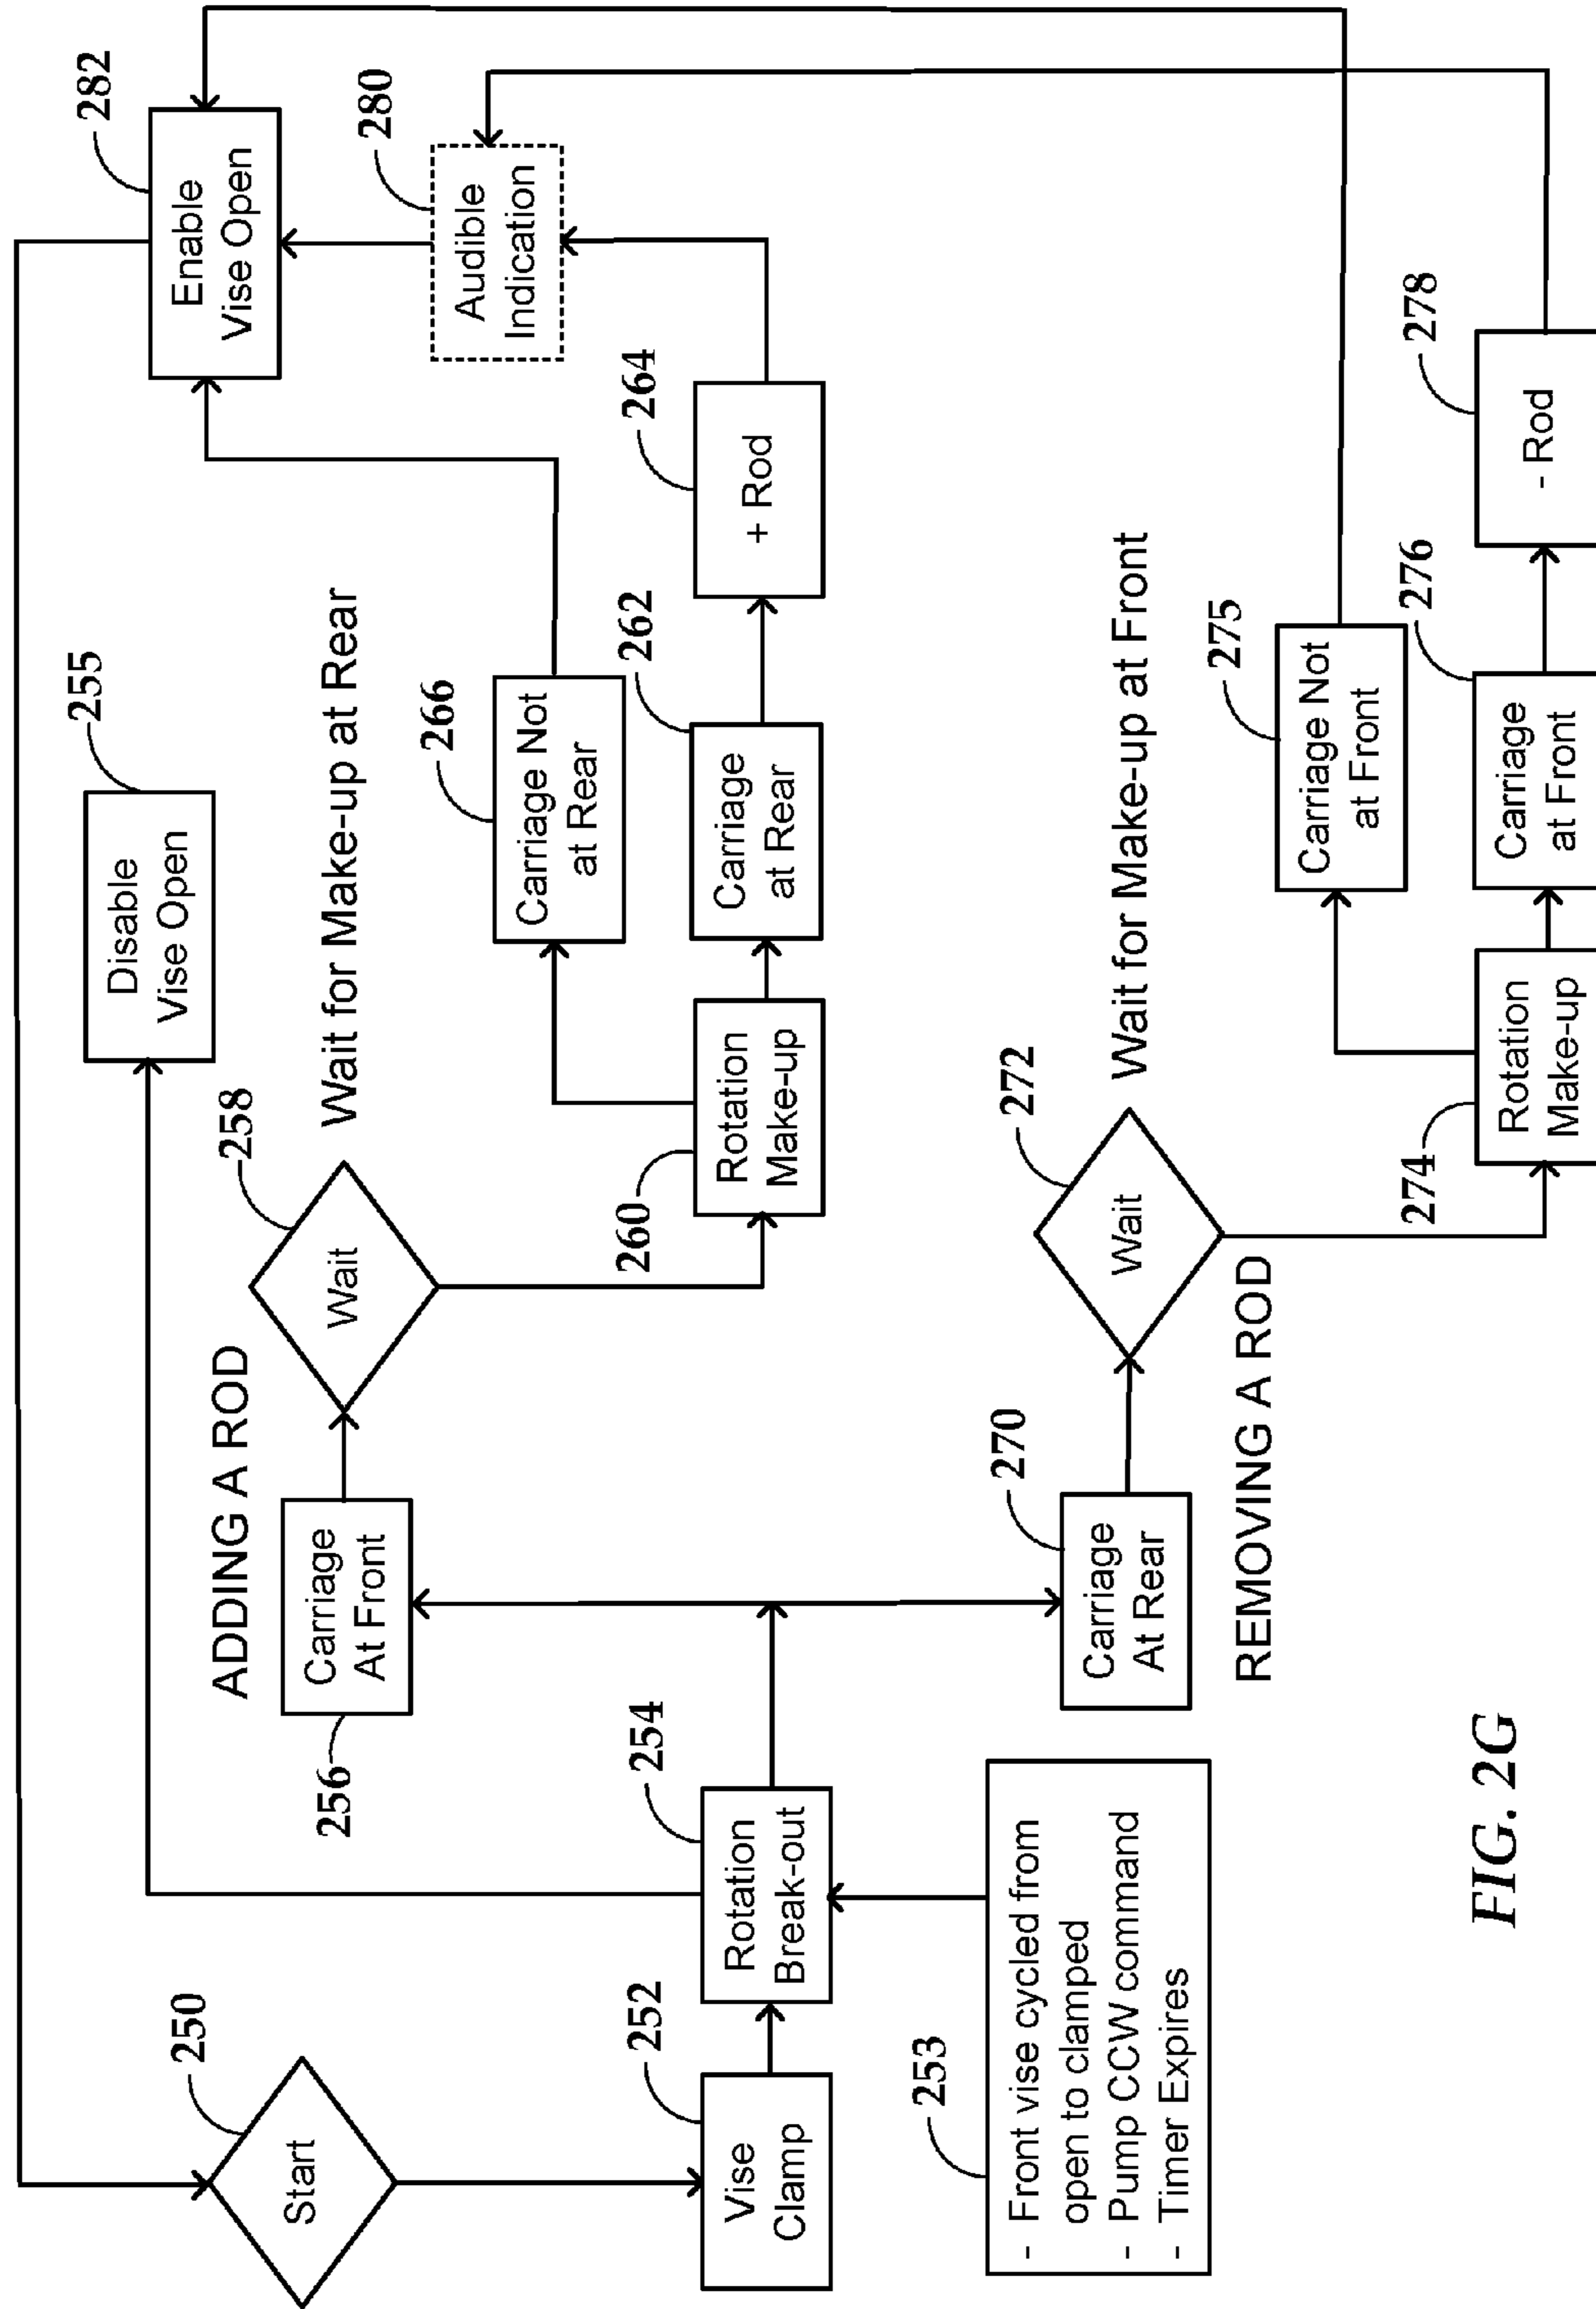 250
Start
252
Vise
Clamp
253
- Front vise cycled from
open to clamped
- Pump CCW command
- Timer Expires
254
Rotation
Break-out
255
Disable
Vise Open
ADDING A ROD
256
Carriage
At Front
258
Wait
Wait for Make-up at Rear
260
Rotation
Make-up
266
Carriage Not
at Rear
262
Carriage
at Rear
264
+ Rod
270
Carriage
At Rear
REMOVING A ROD
272
Wait
Wait for Make-up at Front
274
Rotation
Make-up
275
Carriage Not
at Front
276
Carriage
at Front
278
- Rod
280
Audible
Indication
282
Enable
Vise Open
FIG. 2G